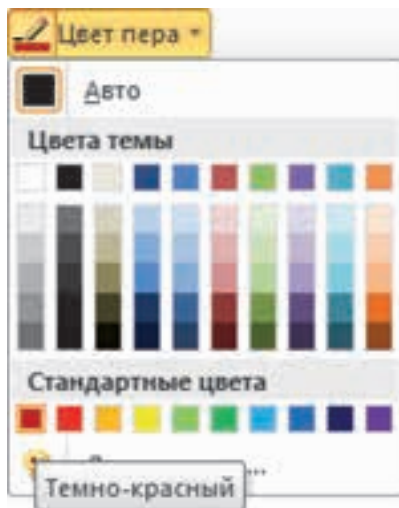 Цвет пера
Авто
Цвета темы
Стандартные цвета
...
Темно-красный